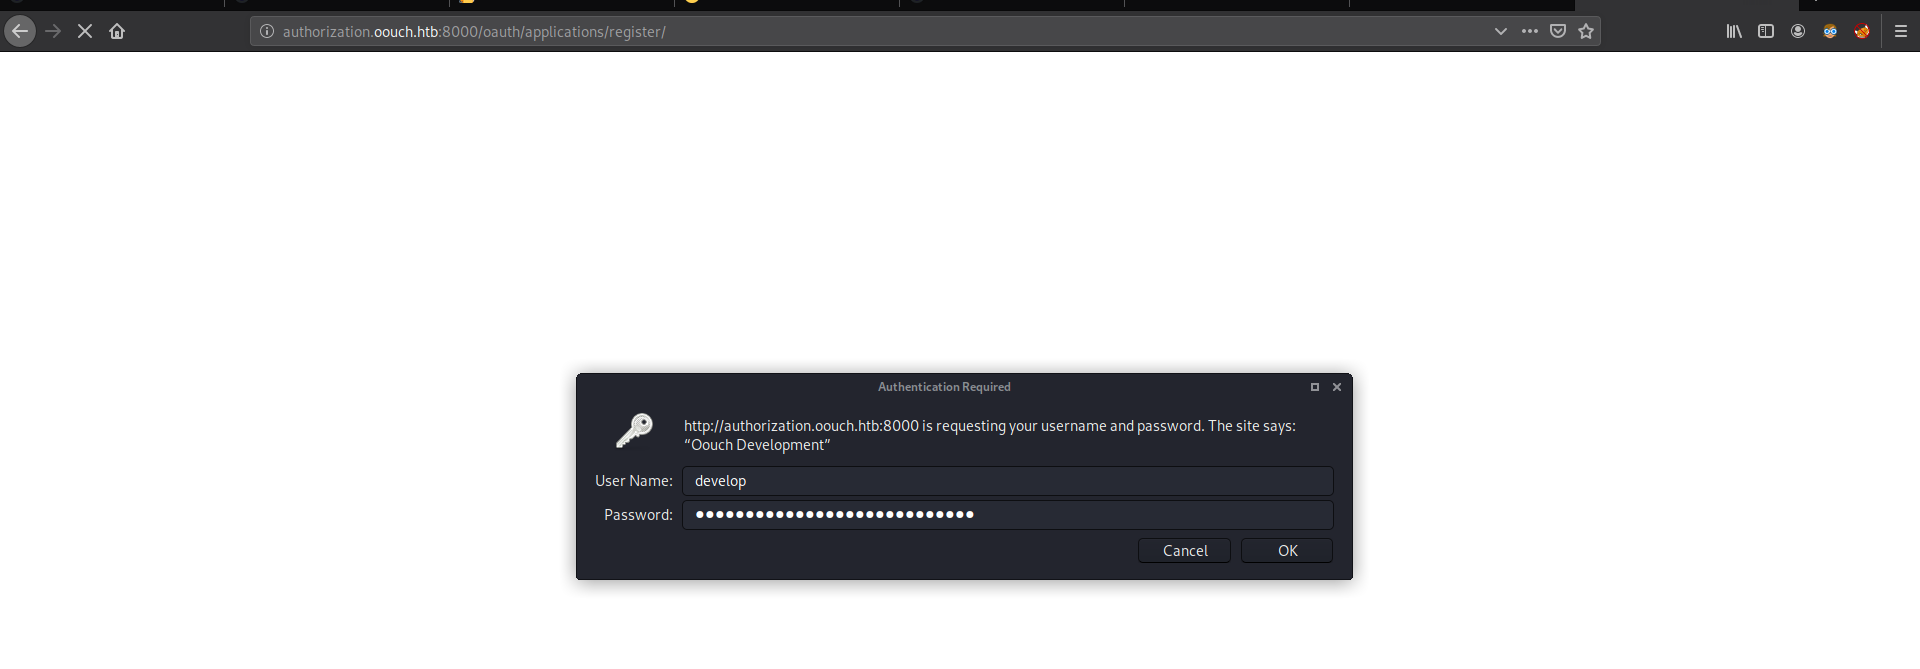 authorization.oouch.htb:8000/oauth/applications/register/
Authentication Required
http://authorization.oouch.htb:8000 is requesting your username and password. The site says:
“Oouch Development”
User Name: develop
Password: ••••••••••••••••••••••••••••
Cancel OK